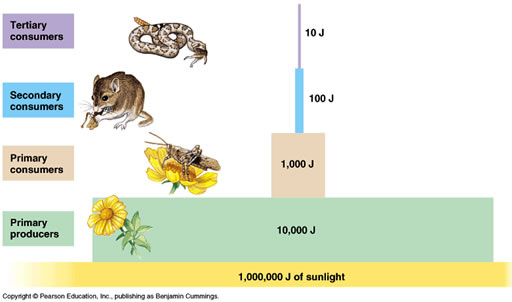 Tertiary
consumers
10 J
Secondary
consumers
100 J
Primary
consumers
1,000 J
Primary
producers
10,000 J
1,000,000 J of sunlight
Copyright © Pearson Education, Inc., publishing as Benjamin Cummings.